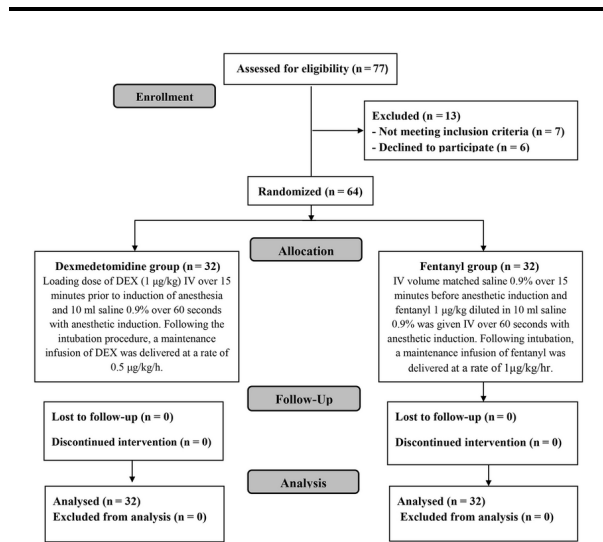 Assessed for eligibility (n = 77)
Enrollment
Excluded (n = 13)
- Not meeting inclusion criteria (n = 7)
- Declined to participate (n = 6)
Randomized (n = 64)
Allocation
Dexmedetomidine group (n = 32)
Loading dose of DEX (1 µg/kg) IV over 15
minutes prior to induction of anesthesia
and 10 ml saline 0.9% over 60 seconds
with anesthetic induction. Following the
intubation procedure, a maintenance
infusion of DEX was delivered at a rate of
0.5 µg/kg/h.
Fentanyl group (n = 32)
IV volume matched saline 0.9% over 15
minutes before anesthetic induction and
fentanyl 1 µg/kg diluted in 10 ml saline
0.9% was given IV over 60 seconds with
anesthetic induction. Following intubation,
a maintenance infusion of fentanyl was
delivered at a rate of 1µg/kg/hr.
Follow-Up
Lost to follow-up (n = 0)
Discontinued intervention (n = 0)
Lost to follow-up (n = 0)
Discontinued intervention (n = 0)
Analysis
Analysed (n = 32)
Excluded from analysis (n = 0)
Analysed (n = 32)
Excluded from analysis (n = 0)